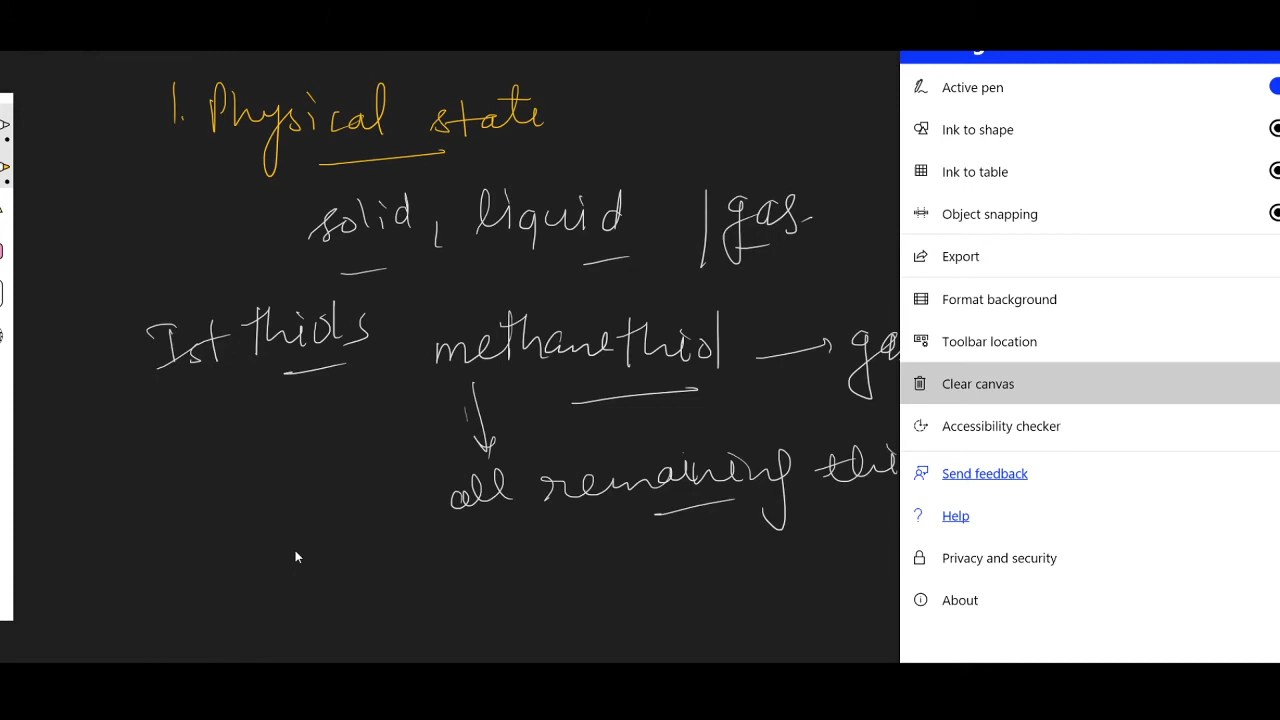 1. Physical state
solid, liquid | gas
Ist thiols methanethiol → ga
all remaining thi
Active pen
Ink to shape
Ink to table
Object snapping
Export
Format background
Toolbar location
Clear canvas
Accessibility checker
Send feedback
Help
Privacy and security
About